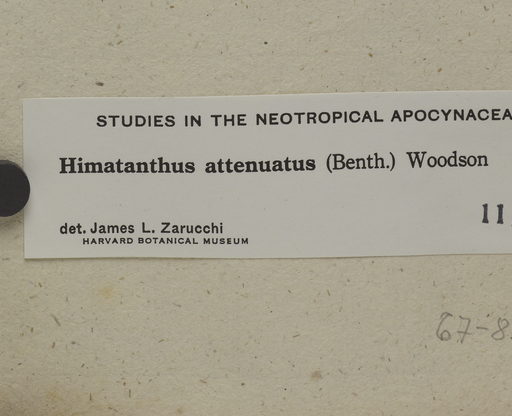 STUDIES IN THE NEOTROPICAL APOCYNACEA
Himatanthus attenuatus (Benth.) Woodson
11
det. James L. Zarucchi
HARVARD BOTANICAL MUSEUM
67-8